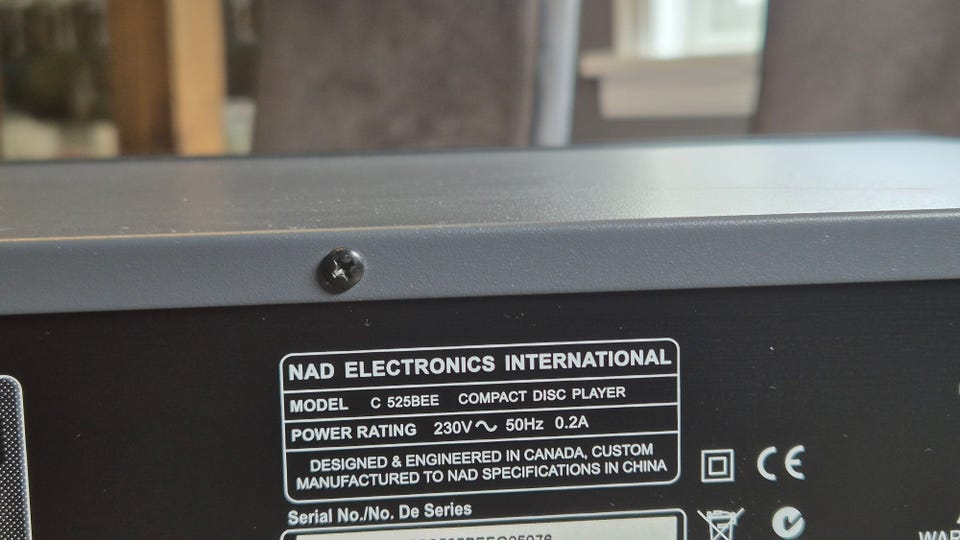 NAD ELECTRONICS INTERNATIONAL
MODEL C 525BEE COMPACT DISC PLAYER
POWER RATING 230V ~ 50Hz 0.2A
DESIGNED & ENGINEERED IN CANADA, CUSTOM
MANUFACTURED TO NAD SPECIFICATIONS IN CHINA
CE
Serial No./No. De Series